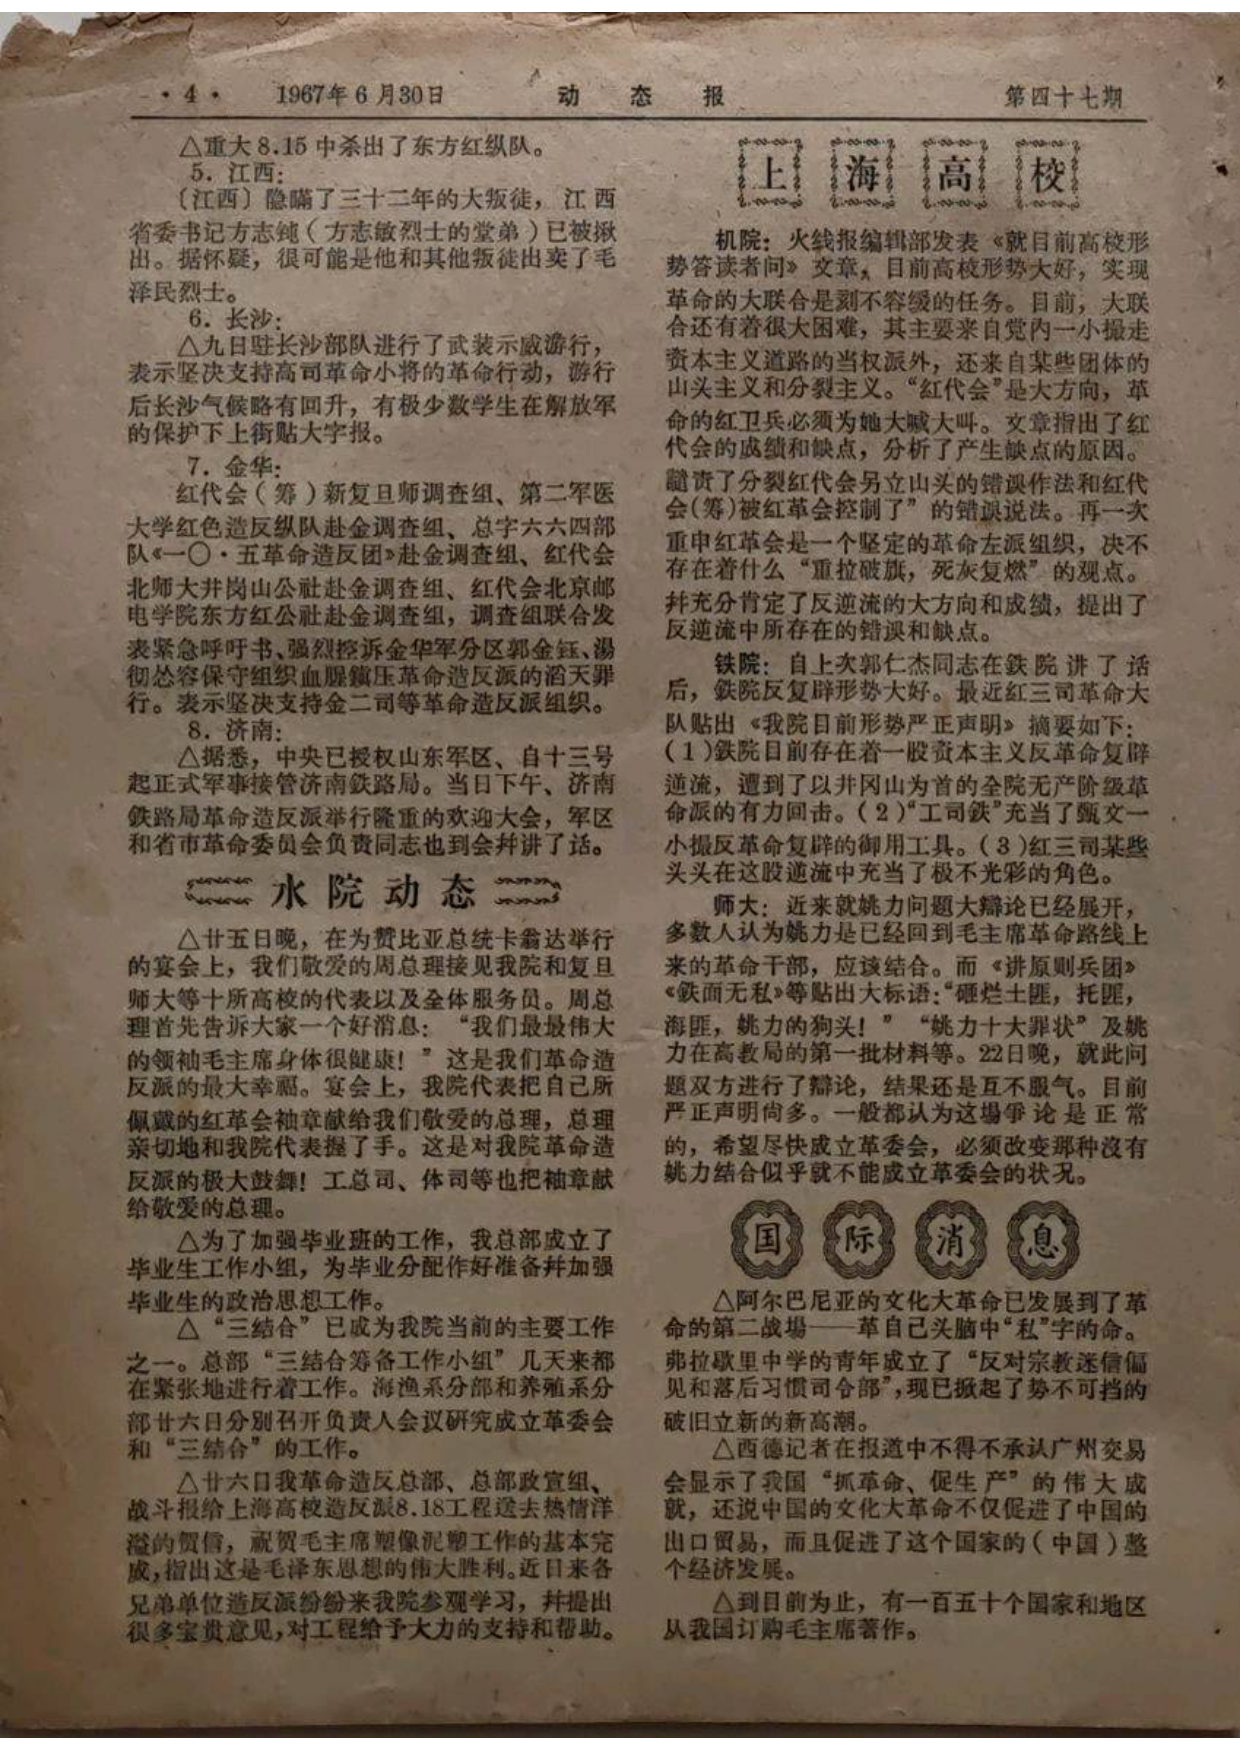 ·4· 1967年6月30日 动态报 第四十七期
△重大8.15中杀出了东方红纵队。
5．江西：
〔江西〕隐瞒了三十二年的大叛徒，江西
省委书记方志纯（方志敏烈士的堂弟）已被揪
出。据怀疑，很可能是他和其他叛徒出卖了毛
泽民烈士。
6．长沙：
△九日驻长沙部队进行了武装示威游行，
表示坚决支持高司革命小将的革命行动，游行
后长沙气候略有回升，有极少数学生在解放军
的保护下上街贴大字报。
7．金华：
红代会（筹）新复旦师调查组、第二军医
大学红色造反纵队赴金调查组、总字六六四部
队《一〇·五革命造反团》赴金调查组、红代会
北师大井岗山公社赴金调查组、红代会北京邮
电学院东方红公社赴金调查组，调查组联合发
表紧急呼吁书、强烈控诉金华军分区郭金钰、湯
彻怂容保守组织血腥鎮压革命造反派的滔天罪
行。表示坚决支持金二司等革命造反派组织。
8．济南：
△据悉，中央已授权山东军区、自十三号
起正式军事接管济南鉄路局。当日下午、济南
鉄路局革命造反派举行隆重的欢迎大会，军区
和省市革命委员会负责同志也到会幷讲了话。
水院动态
△廿五日晚，在为赞比亚总统卡翁达举行
的宴会上，我们敬爱的周总理接见我院和复旦
师大等十所高校的代表以及全体服务员。周总
理首先告诉大家一个好消息：“我们最最伟大
的领袖毛主席身体很健康！”这是我们革命造
反派的最大幸福。宴会上，我院代表把自己所
佩戴的红革会袖章献给我们敬爱的总理，总理
亲切地和我院代表握了手。这是对我院革命造
反派的极大鼓舞！工总司、体司等也把袖章献
给敬爱的总理。
△为了加强毕业班的工作，我总部成立了
毕业生工作小组，为毕业分配作好准备幷加强
毕业生的政治思想工作。
△“三结合”已成为我院当前的主要工作
之一。总部“三结合筹备工作小组”几天来都
在紧张地进行着工作。海渔系分部和养殖系分
部廿六日分别召开负责人会议研究成立革委会
和“三结合”的工作。
△廿六日我革命造反总部、总部政宣组、
战斗报给上海高校造反派8.18工程送去热情洋
溢的贺信，祝贺毛主席塑像泥塑工作的基本完
成，指出这是毛泽东思想的伟大胜利。近日来各
兄弟单位造反派纷纷来我院参观学习，幷提出
很多宝贵意见，对工程给予大力的支持和帮助。
上海高校
机院：火线报编辑部发表《就目前高校形
势答读者问》文章，目前高校形势大好，实现
革命的大联合是刻不容缓的任务。目前，大联
合还有着很大困难，其主要来自党内一小撮走
资本主义道路的当权派外，还来自某些团体的
山头主义和分裂主义。“红代会”是大方向，革
命的红卫兵必须为她大喊大叫。文章指出了红
代会的成绩和缺点，分析了产生缺点的原因。
譴责了分裂红代会另立山头的错误作法和红代
会(筹)被红革会控制了”的错误说法。再一次
重申红革会是一个坚定的革命左派组织，决不
存在着什么“重拉破旗，死灰复燃”的观点。
幷充分肯定了反逆流的大方向和成绩，提出了
反逆流中所存在的错误和缺点。
铁院：自上次郭仁杰同志在鉄院讲了话
后，鉄院反复辟形势大好。最近红三司革命大
队贴出《我院目前形势严正声明》摘要如下：
(1)鉄院目前存在着一股资本主义反革命复辟
逆流，遭到了以井冈山为首的全院无产阶级革
命派的有力回击。(2)“工司鉄”充当了甄文一
小撮反革命复辟的御用工具。(3)红三司某些
头头在这股逆流中充当了极不光彩的角色。
师大：近来就姚力问题大辯论已经展开，
多数人认为姚力是已经回到毛主席革命路线上
来的革命干部，应该结合。而《讲原则兵团》
《鉄面无私》等贴出大标语：“砸烂土匪，托匪，
海匪，姚力的狗头！”“姚力十大罪状”及姚
力在高教局的第一批材料等。22日晚，就此问
题双方进行了辯论，结果还是互不服气。目前
严正声明尙多。一般都认为这場爭论是正常
的，希望尽快成立革委会，必须改变那种沒有
姚力结合似乎就不能成立革委会的状况。
国际消息
△阿尔巴尼亚的文化大革命已发展到了革
命的第二战場——革自己头脑中“私”字的命。
弗拉歇里中学的青年成立了“反对宗教迷信偏
见和落后习惯司令部”，现已掀起了势不可挡的
破旧立新的新高潮。
△西德记者在报道中不得不承认广州交易
会显示了我国“抓革命、促生产”的伟大成
就，还说中国的文化大革命不仅促进了中国的
出口贸易，而且促进了这个国家的（中国）整
个经济发展。
△到目前为止，有一百五十个国家和地区
从我国订购毛主席著作。